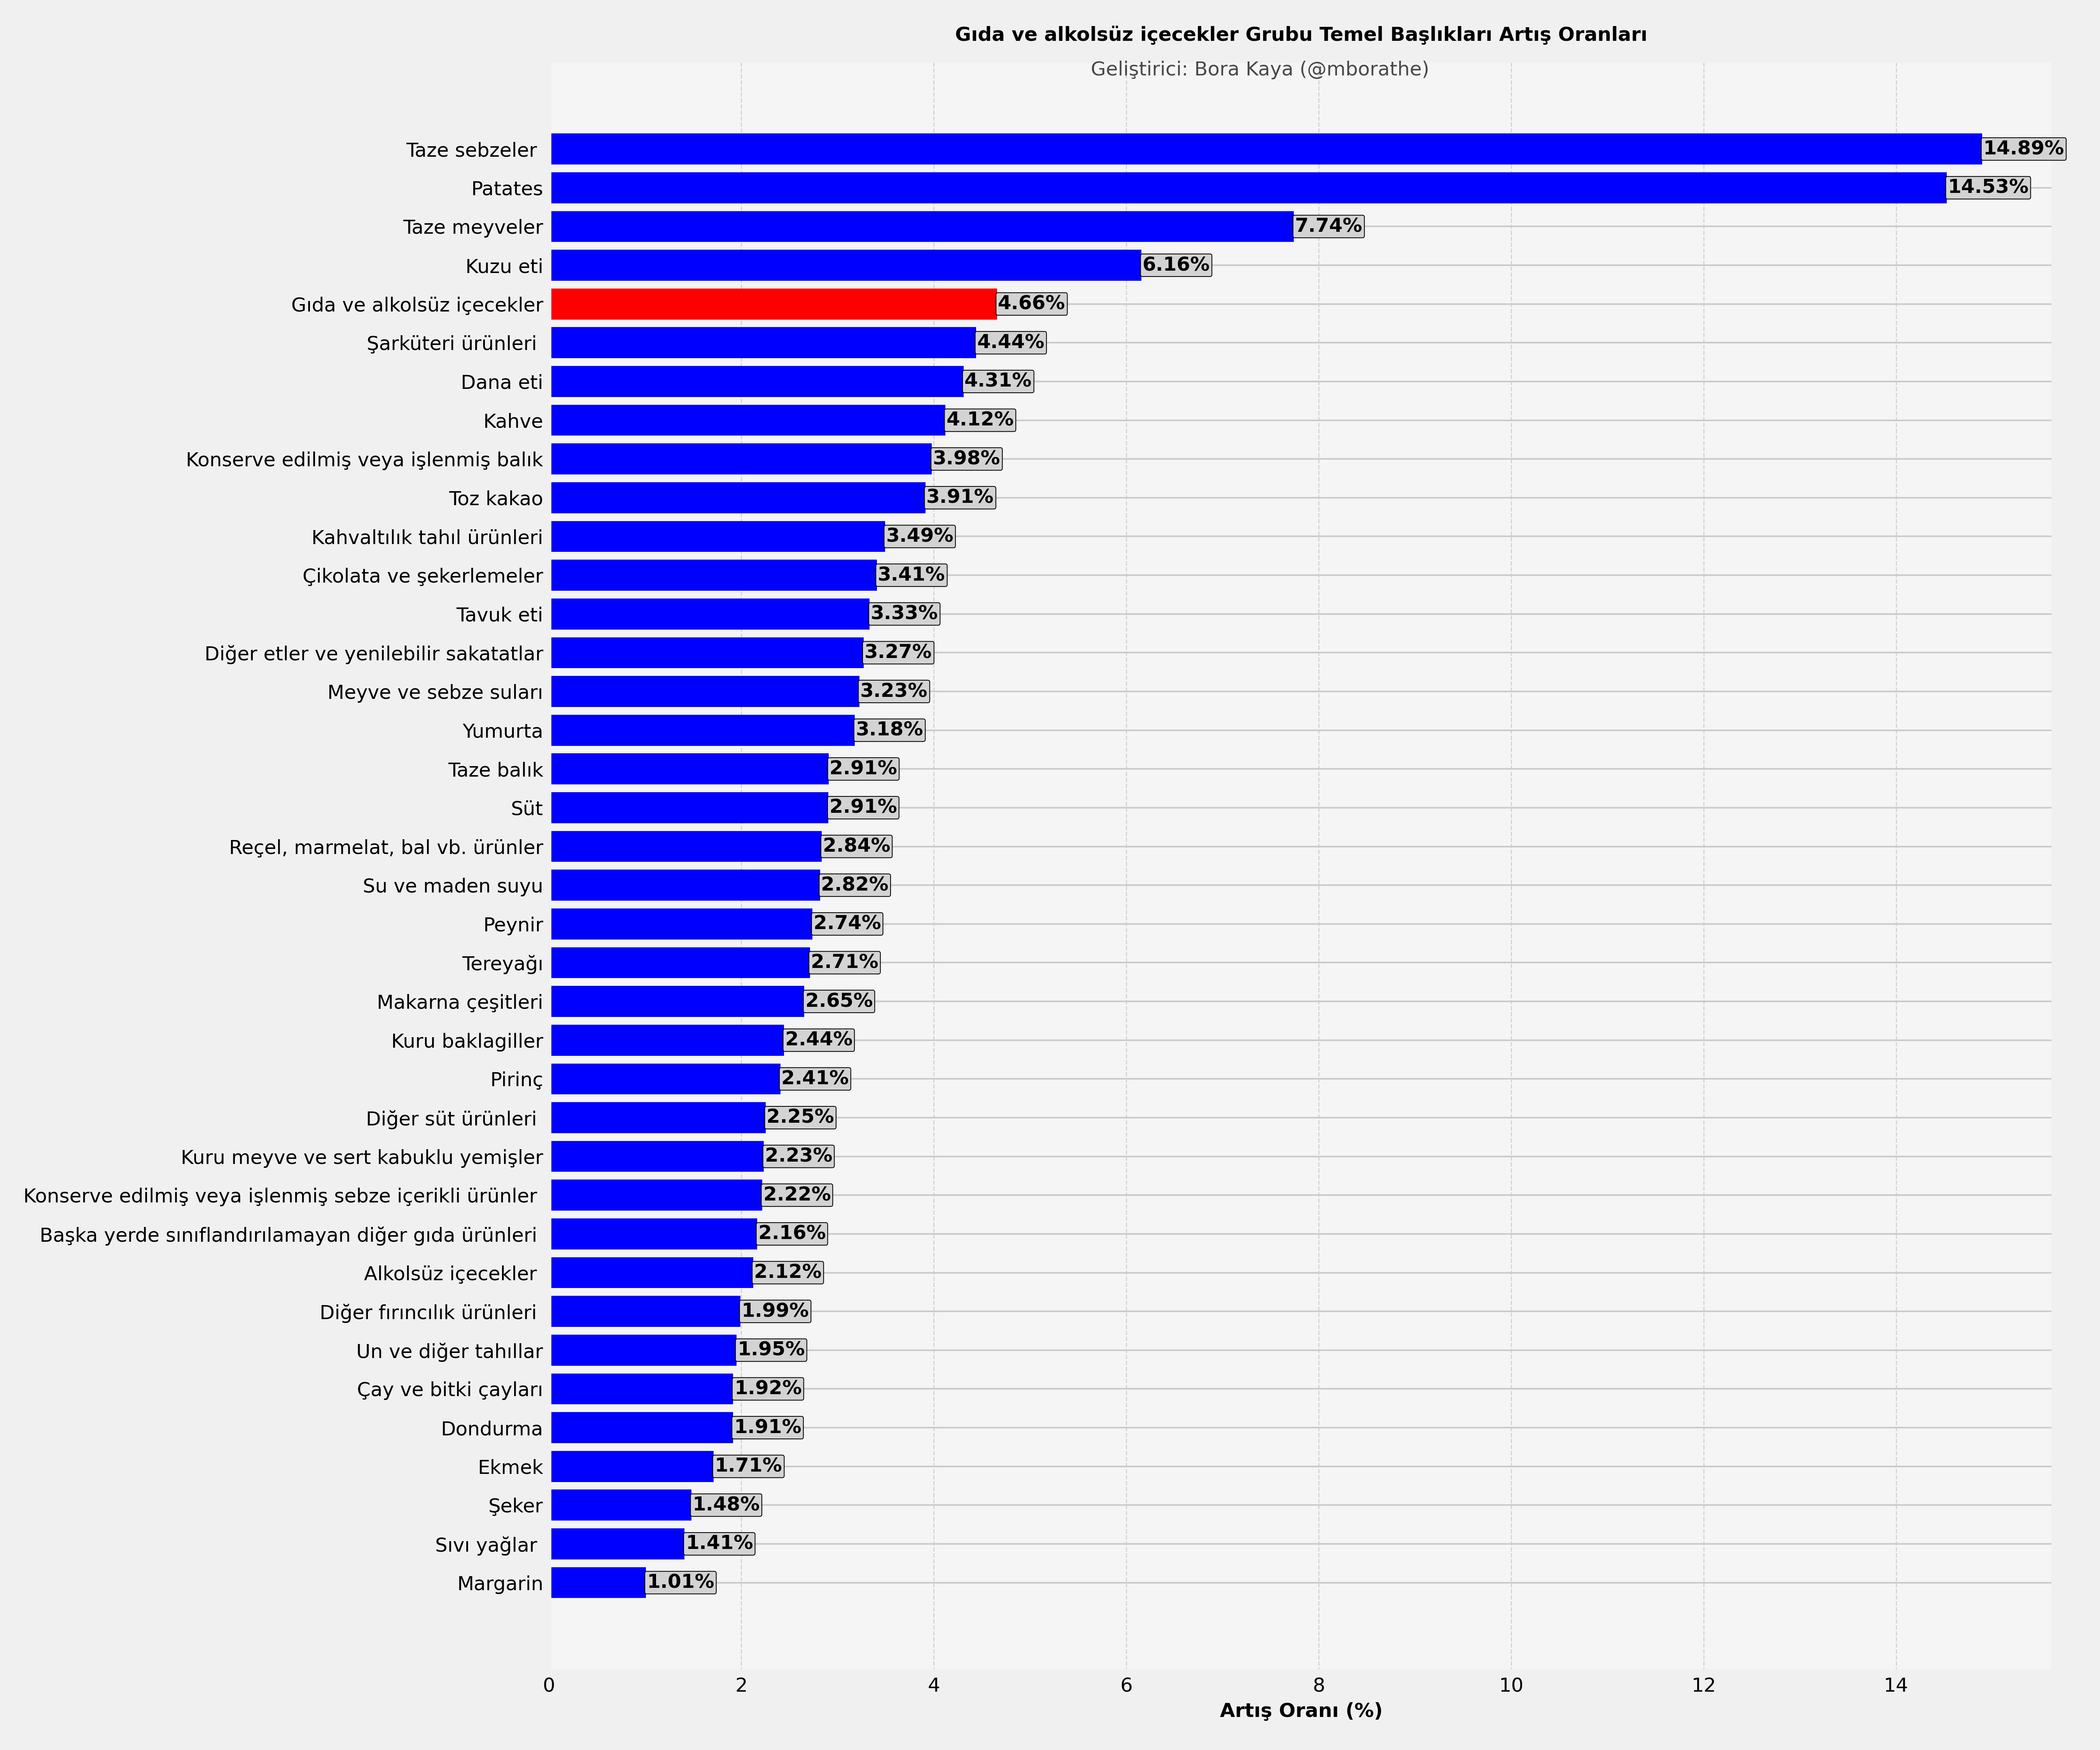 Gıda ve alkolsüz içecekler Grubu Temel Başlıkları Artış Oranları
Geliştirici: Bora Kaya (@mborathe)
Taze sebzeler 14.89%
Patates 14.53%
Taze meyveler 7.74%
Kuzu eti 6.16%
Gıda ve alkolsüz içecekler 4.66%
Şarküteri ürünleri 4.44%
Dana eti 4.31%
Kahve 4.12%
Konserve edilmiş veya işlenmiş balık 3.98%
Toz kakao 3.91%
Kahvaltılık tahıl ürünleri 3.49%
Çikolata ve şekerlemeler 3.41%
Tavuk eti 3.33%
Diğer etler ve yenilebilir sakatatlar 3.27%
Meyve ve sebze suları 3.23%
Yumurta 3.18%
Taze balık 2.91%
Süt 2.91%
Reçel, marmelat, bal vb. ürünler 2.84%
Su ve maden suyu 2.82%
Peynir 2.74%
Tereyağı 2.71%
Makarna çeşitleri 2.65%
Kuru baklagiller 2.44%
Pirinç 2.41%
Diğer süt ürünleri 2.25%
Kuru meyve ve sert kabuklu yemişler 2.23%
Konserve edilmiş veya işlenmiş sebze içerikli ürünler 2.22%
Başka yerde sınıflandırılamayan diğer gıda ürünleri 2.16%
Alkolsüz içecekler 2.12%
Diğer fırıncılık ürünleri 1.99%
Un ve diğer tahıllar 1.95%
Çay ve bitki çayları 1.92%
Dondurma 1.91%
Ekmek 1.71%
Şeker 1.48%
Sıvı yağlar 1.41%
Margarin 1.01%
0 2 4 6 8 10 12 14
Artış Oranı (%)